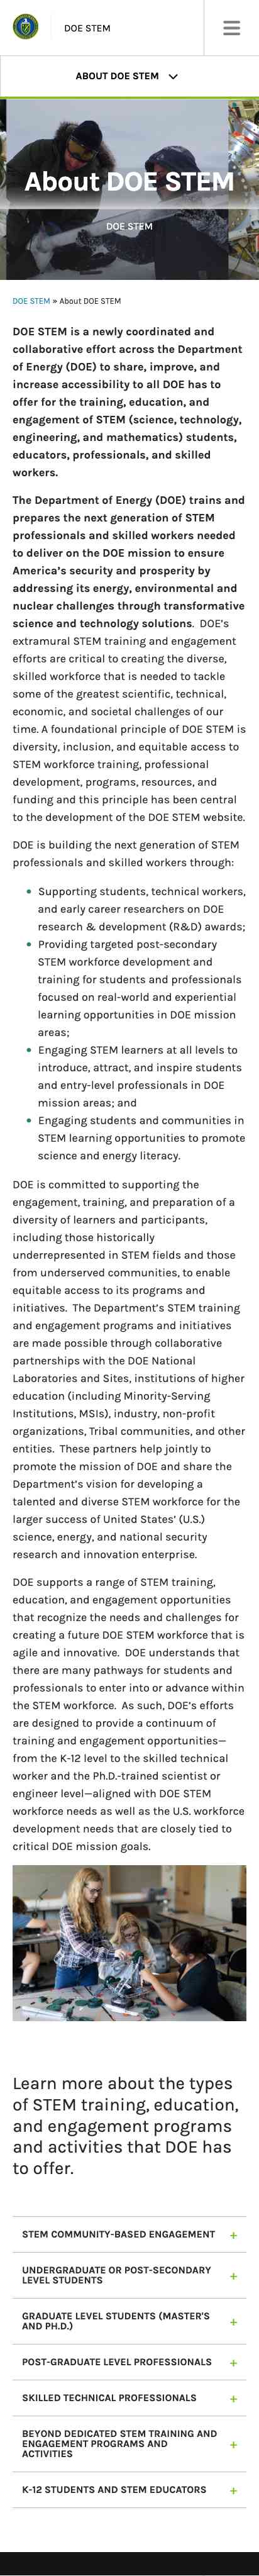 DOE STEM
ABOUT DOE STEM
About DOE STEM
DOE STEM
DOE STEM » About DOE STEM
DOE STEM is a newly coordinated and
collaborative effort across the Department
of Energy (DOE) to share, improve, and
increase accessibility to all DOE has to
offer for the training, education, and
engagement of STEM (science, technology,
engineering, and mathematics) students,
educators, professionals, and skilled
workers.
The Department of Energy (DOE) trains and
prepares the next generation of STEM
professionals and skilled workers needed
to deliver on the DOE mission to ensure
America's security and prosperity by
addressing its energy, environmental and
nuclear challenges through transformative
science and technology solutions.  DOE's
extramural STEM training and engagement
efforts are critical to creating the diverse,
skilled workforce that is needed to tackle
some of the greatest scientific, technical,
economic, and societal challenges of our
time. A foundational principle of DOE STEM is
diversity, inclusion, and equitable access to
STEM workforce training, professional
development, programs, resources, and
funding and this principle has been central
to the development of the DOE STEM website.
DOE is building the next generation of STEM
professionals and skilled workers through:
• Supporting students, technical workers,
and early career researchers on DOE
research & development (R&D) awards;
• Providing targeted post-secondary
STEM workforce development and
training for students and professionals
focused on real-world and experiential
learning opportunities in DOE mission
areas;
• Engaging STEM learners at all levels to
introduce, attract, and inspire students
and entry-level professionals in DOE
mission areas; and
• Engaging students and communities in
STEM learning opportunities to promote
science and energy literacy.
DOE is committed to supporting the
engagement, training, and preparation of a
diversity of learners and participants,
including those historically
underrepresented in STEM fields and those
from underserved communities, to enable
equitable access to its programs and
initiatives.  The Department's STEM training
and engagement programs and initiatives
are made possible through collaborative
partnerships with the DOE National
Laboratories and Sites, institutions of higher
education (including Minority-Serving
Institutions, MSIs), industry, non-profit
organizations, Tribal communities, and other
entities.  These partners help jointly to
promote the mission of DOE and share the
Department's vision for developing a
talented and diverse STEM workforce for the
larger success of United States' (U.S.)
science, energy, and national security
research and innovation enterprise.
DOE supports a range of STEM training,
education, and engagement opportunities
that recognize the needs and challenges for
creating a future DOE STEM workforce that is
agile and innovative.  DOE understands that
there are many pathways for students and
professionals to enter into or advance within
the STEM workforce.  As such, DOE's efforts
are designed to provide a continuum of
training and engagement opportunities—
from the K-12 level to the skilled technical
worker and the Ph.D.-trained scientist or
engineer level—aligned with DOE STEM
workforce needs as well as the U.S. workforce
development needs that are closely tied to
critical DOE mission goals.
Learn more about the types
of STEM training, education,
and engagement programs
and activities that DOE has
to offer.
STEM COMMUNITY-BASED ENGAGEMENT +
UNDERGRADUATE OR POST-SECONDARY
LEVEL STUDENTS +
GRADUATE LEVEL STUDENTS (MASTER'S
AND PH.D.) +
POST-GRADUATE LEVEL PROFESSIONALS +
SKILLED TECHNICAL PROFESSIONALS +
BEYOND DEDICATED STEM TRAINING AND
ENGAGEMENT PROGRAMS AND
ACTIVITIES +
K-12 STUDENTS AND STEM EDUCATORS +